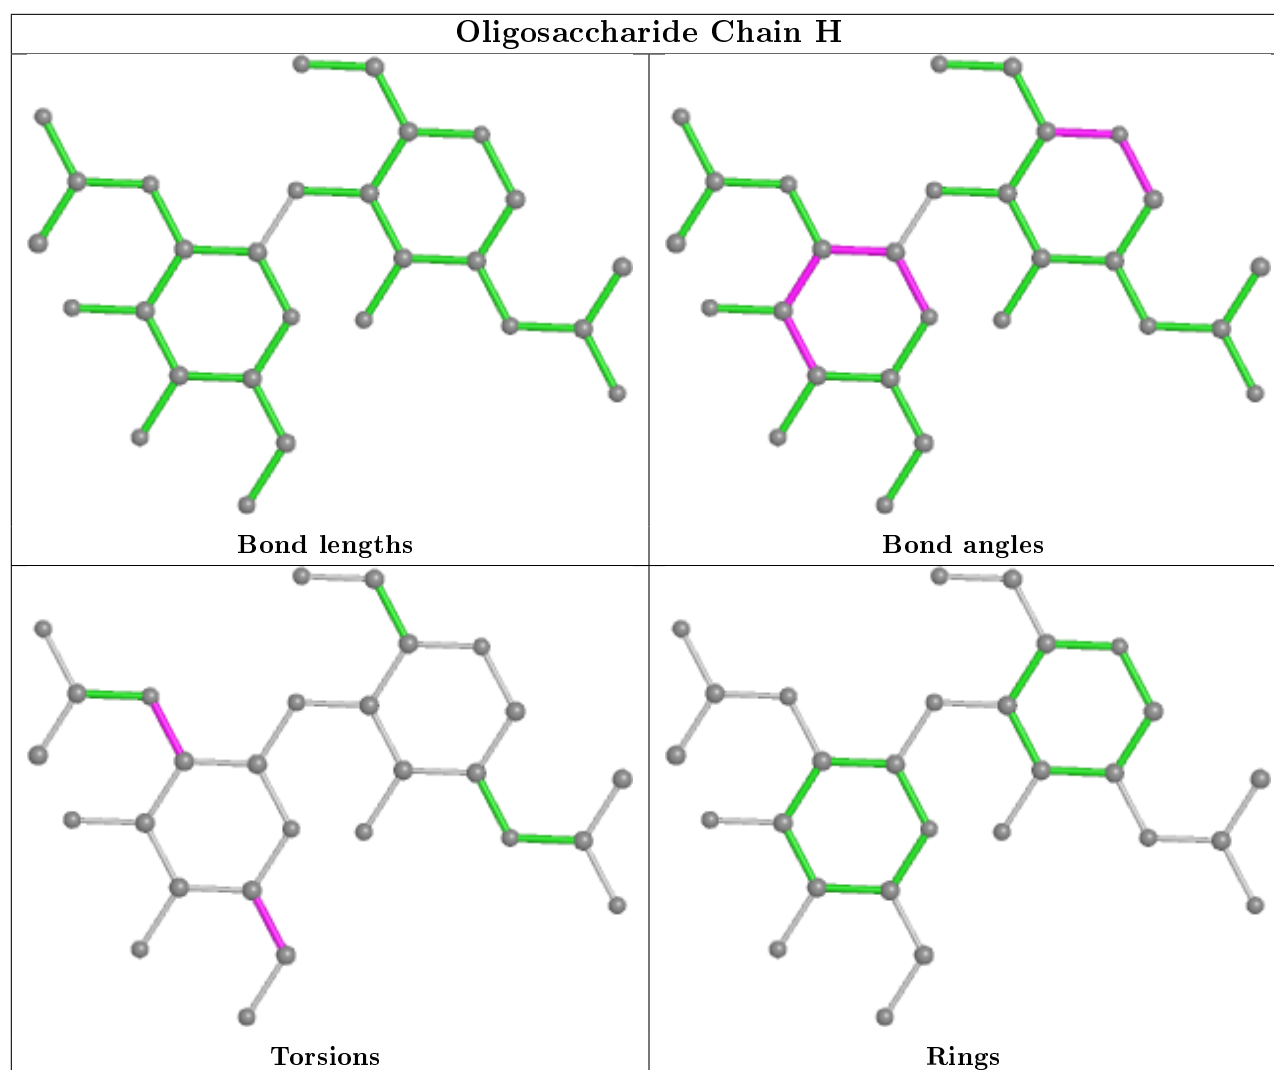 Oligosaccharide Chain H
Bond lengths
Bond angles
Torsions
Rings